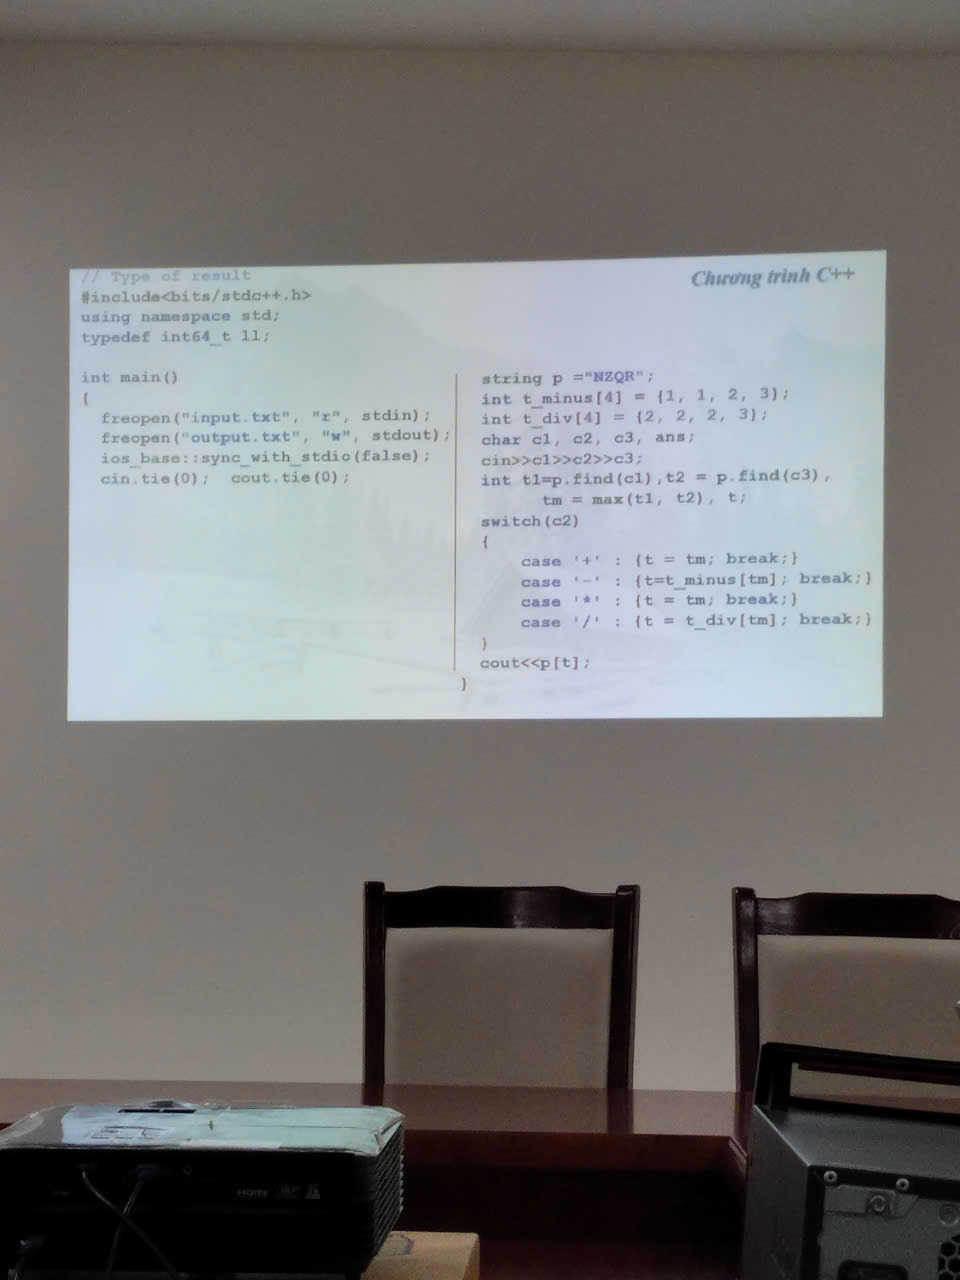 // Type of result
Chương trình C++
#include<bits/stdc++.h>
using namespace std;
typedef int64_t ll;
int main()
{
freopen("input.txt", "r", stdin);
freopen("output.txt", "w", stdout);
ios_base::sync_with_stdio(false);
cin.tie(0); cout.tie(0);
string p ="NZQR";
int t_minus[4] = {1, 1, 2, 3};
int t_div[4] = {2, 2, 2, 3};
char c1, c2, c3, ans;
cin>>c1>>c2>>c3;
int t1=p.find(c1),t2 = p.find(c3),
tm = max(t1, t2), t;
switch(c2)
{
case '+' : {t = tm; break;}
case '-' : {t=t_minus[tm]; break;}
case '*' : {t = tm; break;}
case '/' : {t = t_div[tm]; break;}
}
cout<<p[t];
}
HDMI